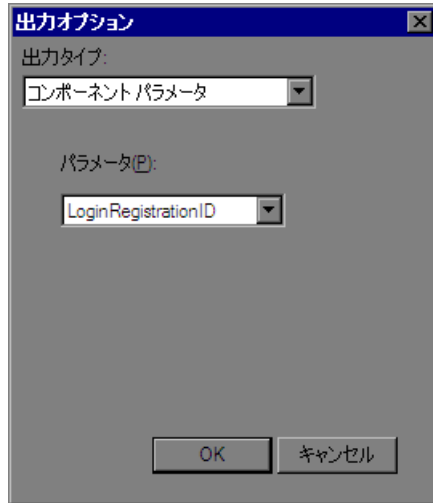 出力オプション
出力タイプ:
コンポーネント パラメータ
パラメータ(P):
LoginRegistrationID
OK
キャンセル